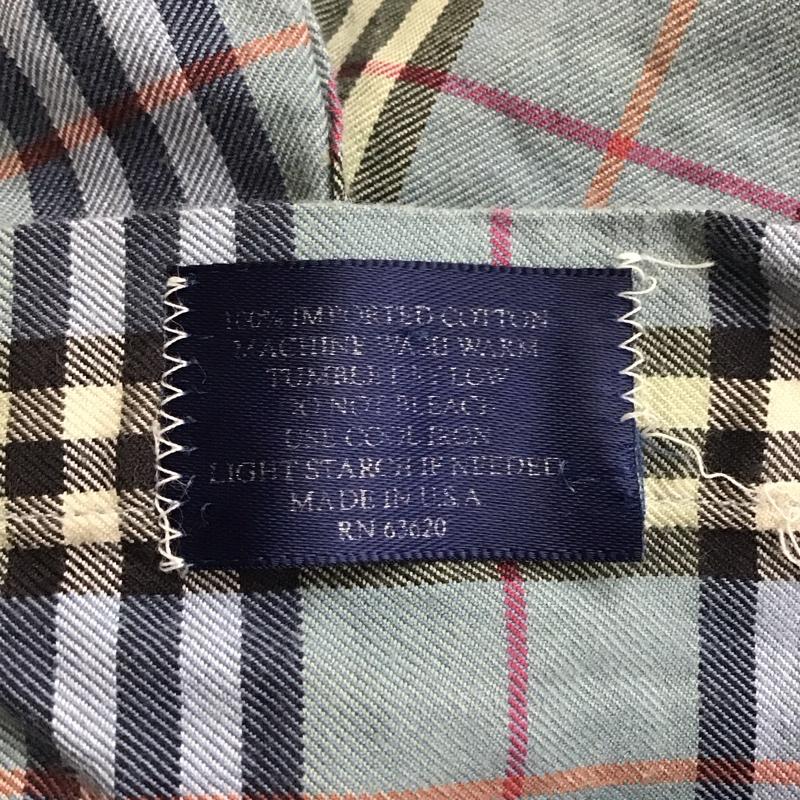 100% IMPORTED COTTON
MACHINE WASH WARM
TUMBLE DRY LOW
DO NOT BLEACH
USE COOL IRON
LIGHT STARCH IF NEEDED
MADE IN U.S.A
RN 63620